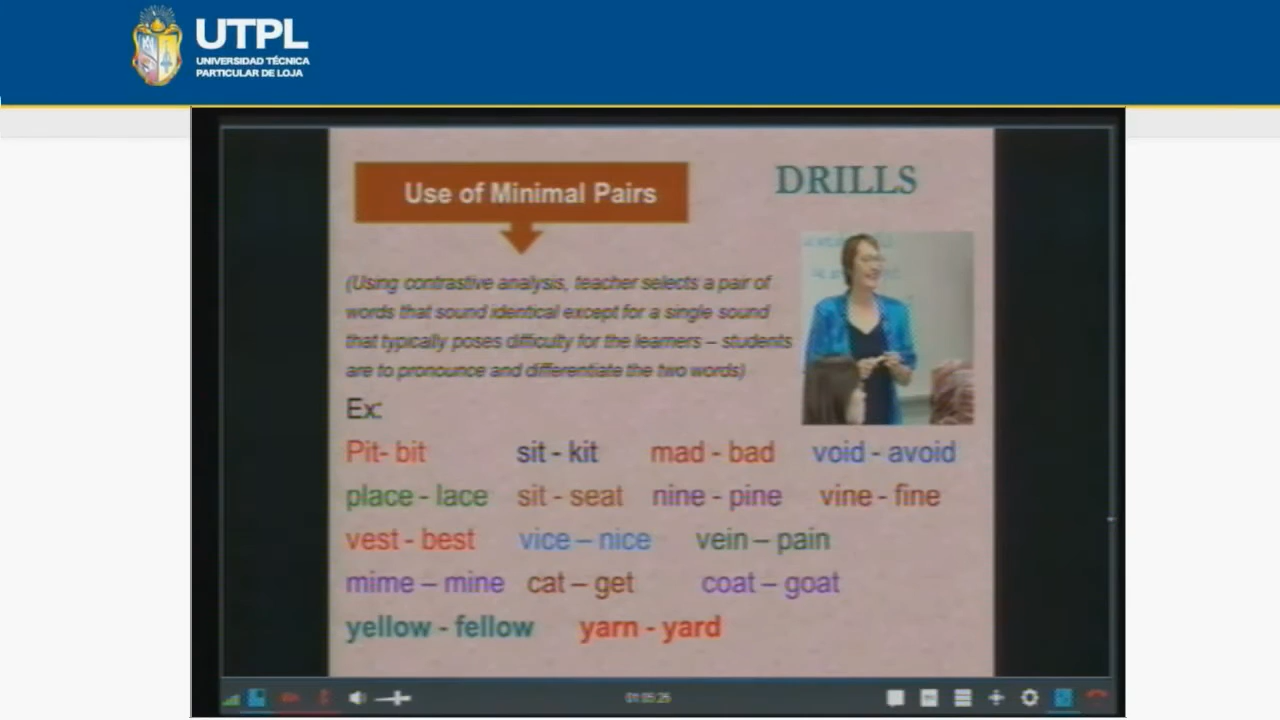 UTPL
UNIVERSIDAD TÉCNICA
PARTICULAR DE LOJA
Use of Minimal Pairs
DRILLS
(Using contrastive analysis, teacher selects a pair of
words that sound identical except for a single sound
that typically poses difficulty for the learners – students
are to pronounce and differentiate the two words)
Ex:
Pit- bit sit - kit mad - bad void - avoid
place - lace sit - seat nine - pine vine - fine
vest - best vice – nice vein – pain
mime – mine cat – get coat – goat
yellow - fellow yarn - yard
01:05:25